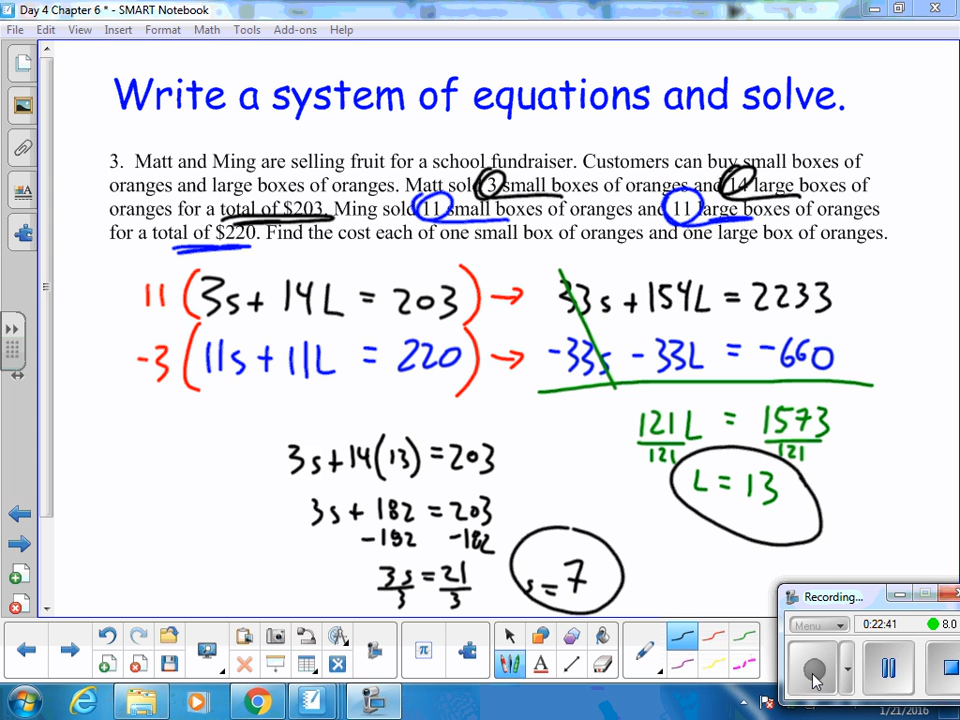 Day 4 Chapter 6 * - SMART Notebook
File Edit View Insert Format Math Tools Add-ons Help
Write a system of equations and solve.
3. Matt and Ming are selling fruit for a school fundraiser. Customers can buy small boxes of
oranges and large boxes of oranges. Matt sold 3 small boxes of oranges and 14 large boxes of
oranges for a total of $203. Ming sold 11 small boxes of oranges and 11 large boxes of oranges
for a total of $220. Find the cost each of one small box of oranges and one large box of oranges.
11 (3s + 14L = 203) → 33s + 154L = 2233
-3 (11s + 11L = 220) → -33s - 33L = -660
121L = 1573
121 121
L = 13
3s + 14(13) = 203
3s + 182 = 203
-182 -182
3s = 21
3 3
s = 7
Recording...
Menu
0:22:41
8.0
1/21/2016